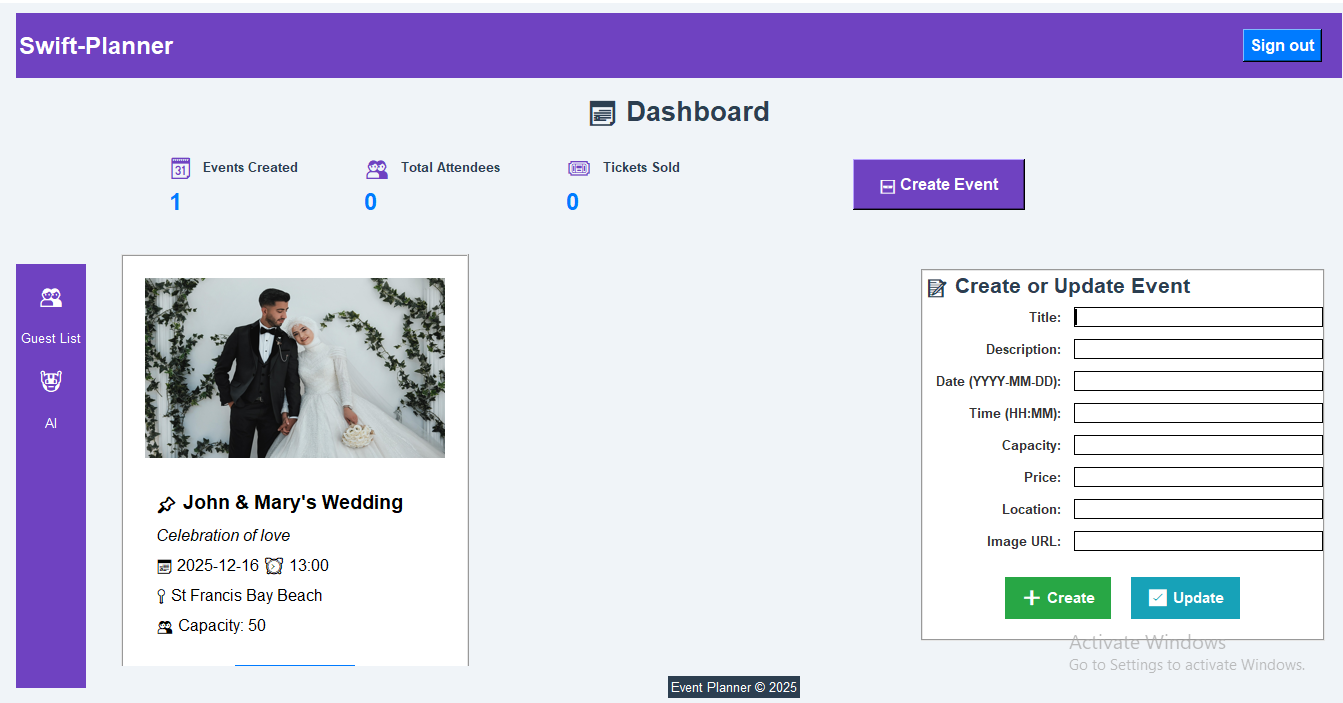 Swift-Planner
Sign out
Dashboard
Events Created
Total Attendees
Tickets Sold
31
1
0
0
Create Event
Guest List
AI
John & Mary's Wedding
Celebration of love
2025-12-16 13:00
St Francis Bay Beach
Capacity: 50
Create or Update Event
Title:
Description:
Date (YYYY-MM-DD):
Time (HH:MM):
Capacity:
Price:
Location:
Image URL:
Create
Update
Activate Windows
Go to Settings to activate Windows.
Event Planner © 2025